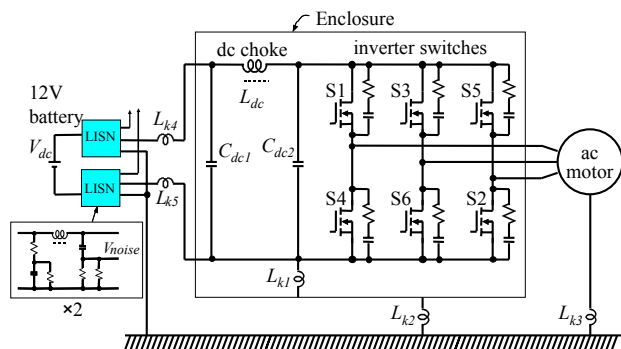 Enclosure
dc choke
inverter switches
12V
battery
L_dc
S1
S3
S5
L_k4
V_dc
LISN
C_dc1
C_dc2
ac
motor
LISN
L_k5
S4
S6
S2
V_noise
L_k1
×2
L_k2
L_k3